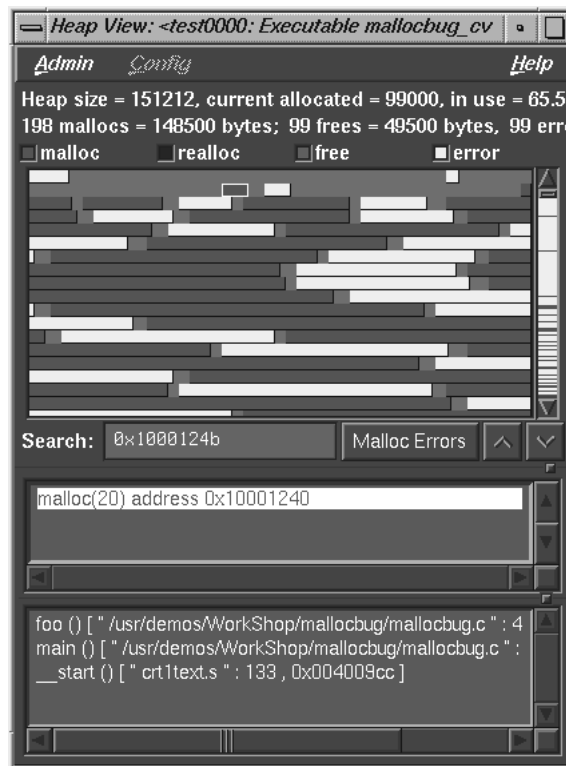 Heap View: <test0000: Executable mallocbug_cv
Admin Config Help
Heap size = 151212, current allocated = 99000, in use = 65.5
198 mallocs = 148500 bytes; 99 frees = 49500 bytes, 99 erro
malloc realloc free error
Search: 0x1000124b Malloc Errors
malloc(20) address 0x10001240
foo () [ " /usr/demos/WorkShop/mallocbug/mallocbug.c " : 4
main () [ " /usr/demos/WorkShop/mallocbug/mallocbug.c " :
__start () [ " crt1text.s " : 133 , 0x004009cc ]